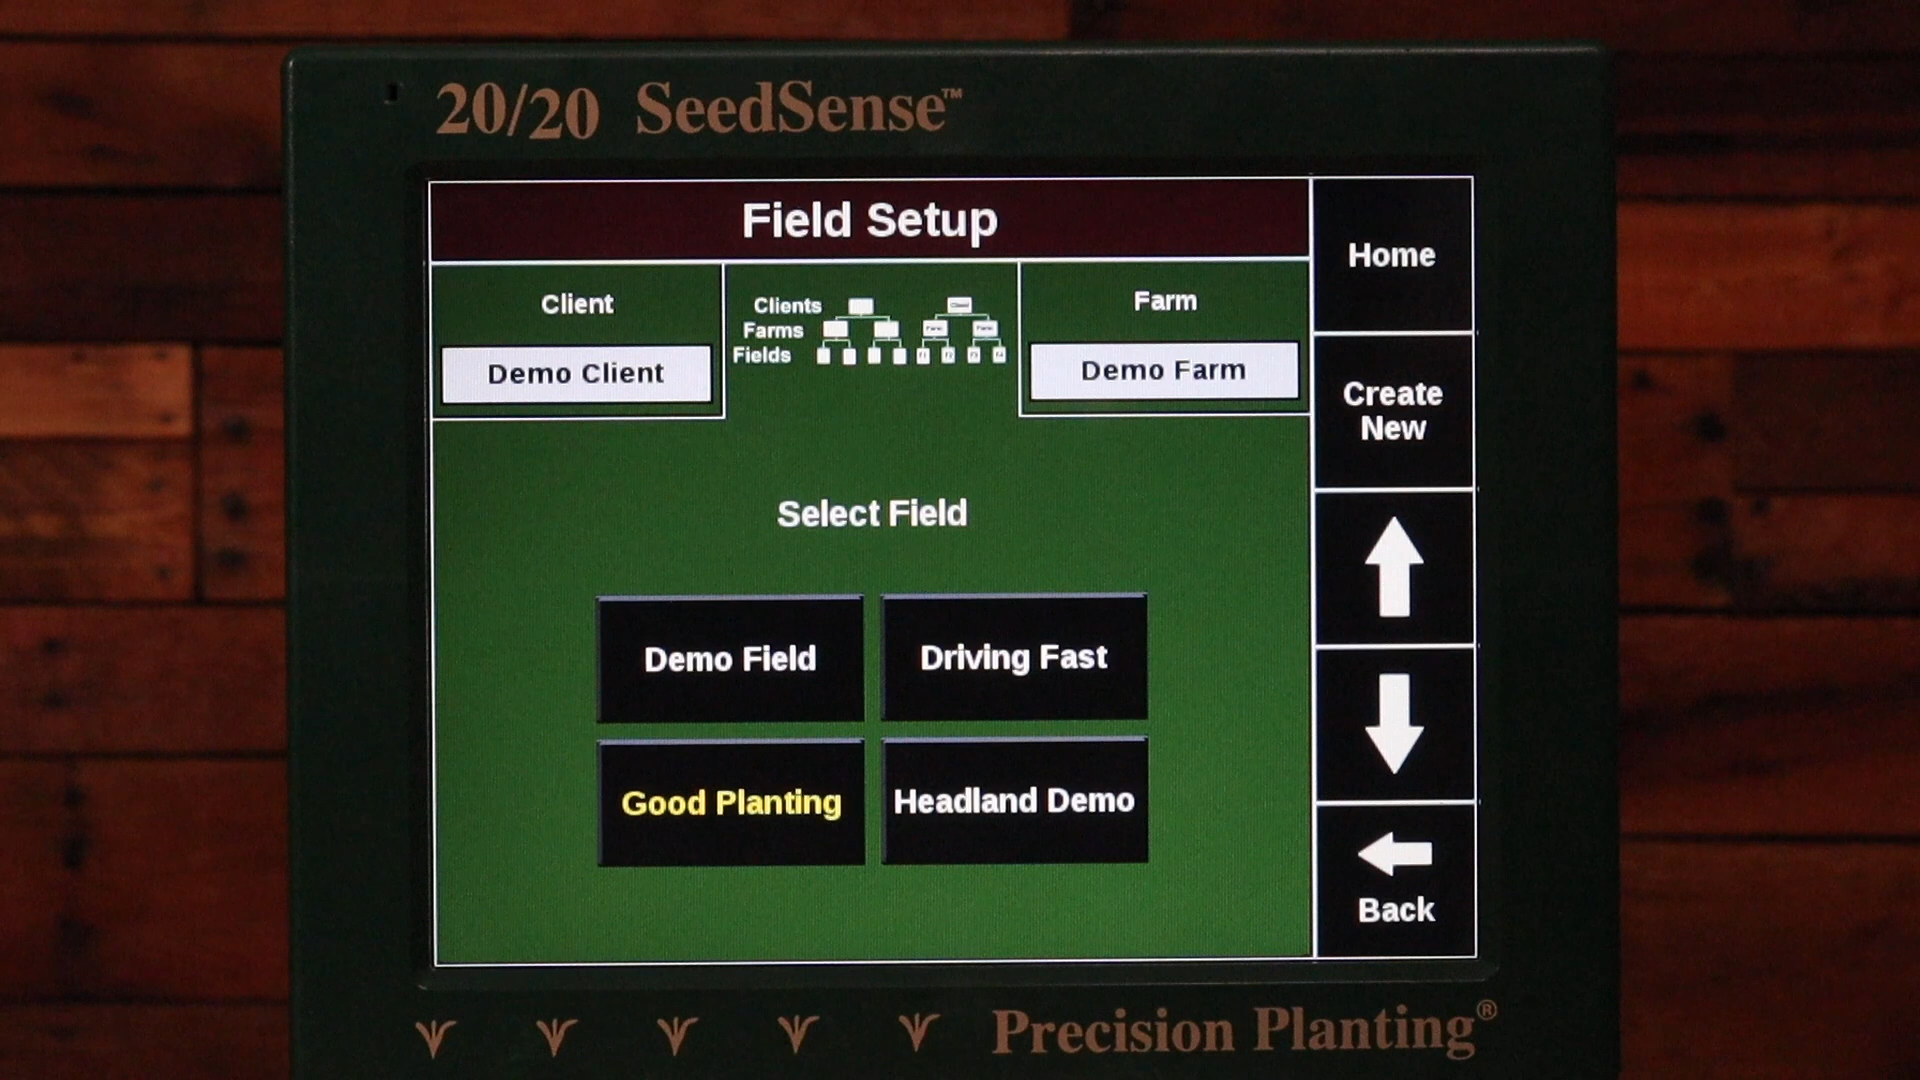 20/20 SeedSense™
Field Setup
Home
Client
Clients
Farms
Fields
Farm
Demo Client
Demo Farm
Create
New
Select Field
Demo Field
Driving Fast
Good Planting
Headland Demo
Back
Precision Planting®